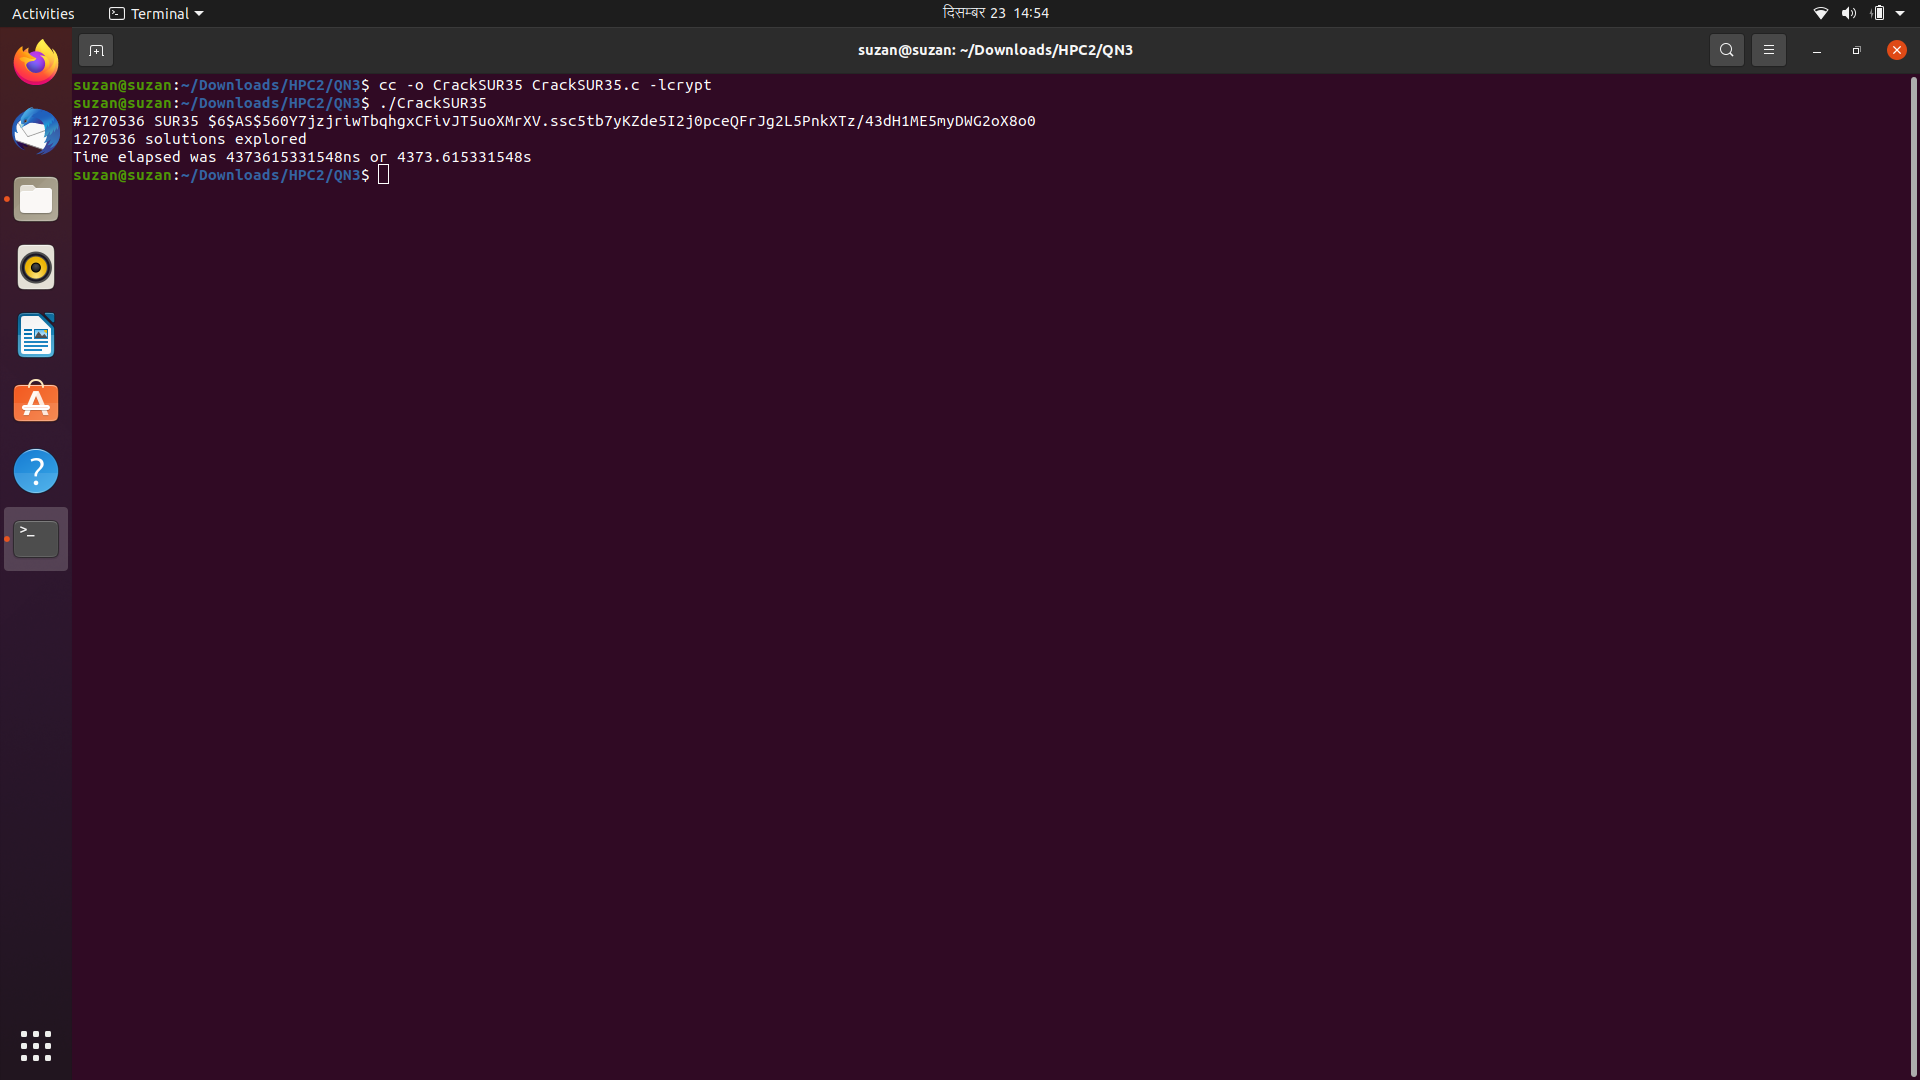 Activities
Terminal
दिसम्बर 23 14:54
suzan@suzan: ~/Downloads/HPC2/QN3
suzan@suzan:~/Downloads/HPC2/QN3$ cc -o CrackSUR35 CrackSUR35.c -lcrypt
suzan@suzan:~/Downloads/HPC2/QN3$ ./CrackSUR35
#1270536 SUR35 $6$AS$560Y7jzjriwTbqhgxCFivJT5uoXMrXV.ssc5tb7yKZde5I2j0pceQFrJg2L5PnkXTz/43dH1ME5myDWG2oX8o0
1270536 solutions explored
Time elapsed was 4373615331548ns or 4373.615331548s
suzan@suzan:~/Downloads/HPC2/QN3$